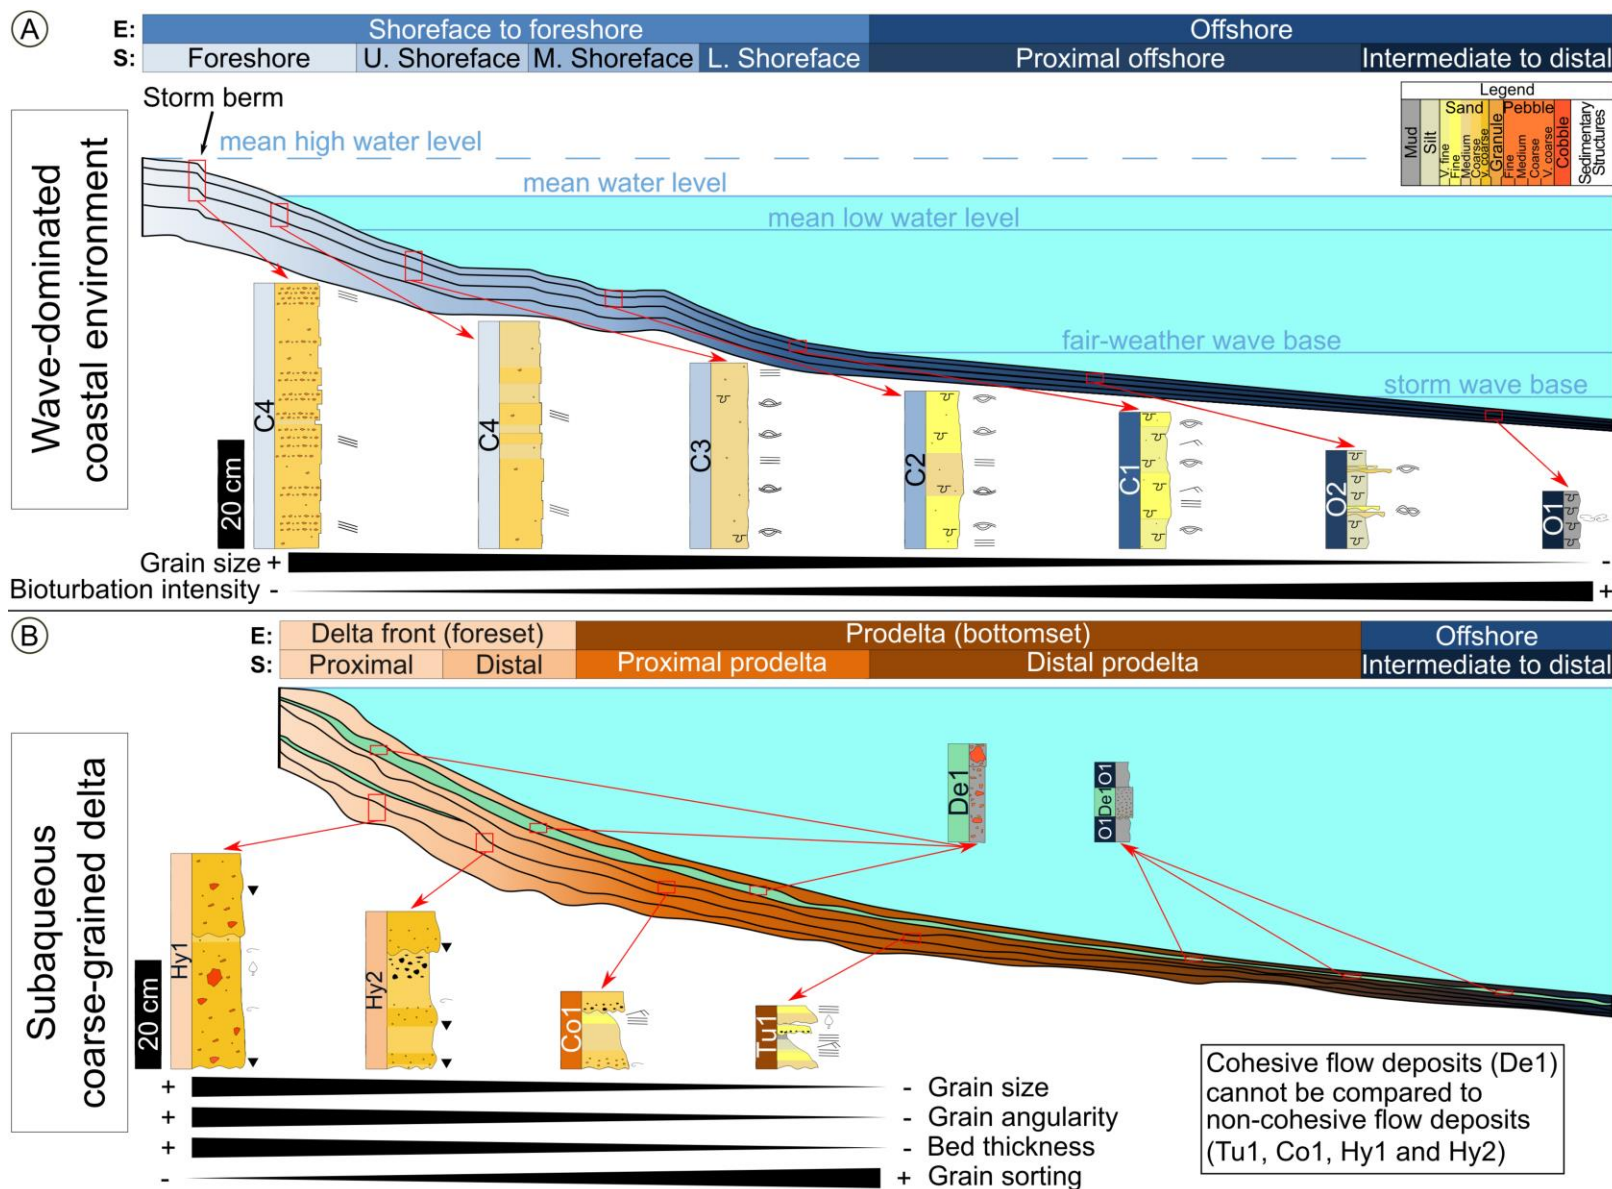 A
E: Shoreface to foreshore Offshore
S: Foreshore U. Shoreface M. Shoreface L. Shoreface Proximal offshore Intermediate to distal
Storm berm
Legend
Mud
Silt
Sand
V. fine
Fine
Medium
Coarse
v. coarse
Granule
Pebble
Fine
Medium
Coarse
V. coarse
Cobble
Sedimentary
Structures
mean high water level
mean water level
mean low water level
fair-weather wave base
storm wave base
Wave-dominated
coastal environment
20 cm
C4
C4
C3
C2
C1
O2
O1
Grain size + -
Bioturbation intensity - +
B
E: Delta front (foreset) Prodelta (bottomset) Offshore
S: Proximal Distal Proximal prodelta Distal prodelta Intermediate to distal
Subaqueous
coarse-grained delta
20 cm
De1
O1 De1 O1
Hy1
Hy2
Co1
Tu1
+ - Grain size
+ - Grain angularity
+ - Bed thickness
- + Grain sorting
Cohesive flow deposits (De1)
cannot be compared to
non-cohesive flow deposits
(Tu1, Co1, Hy1 and Hy2)